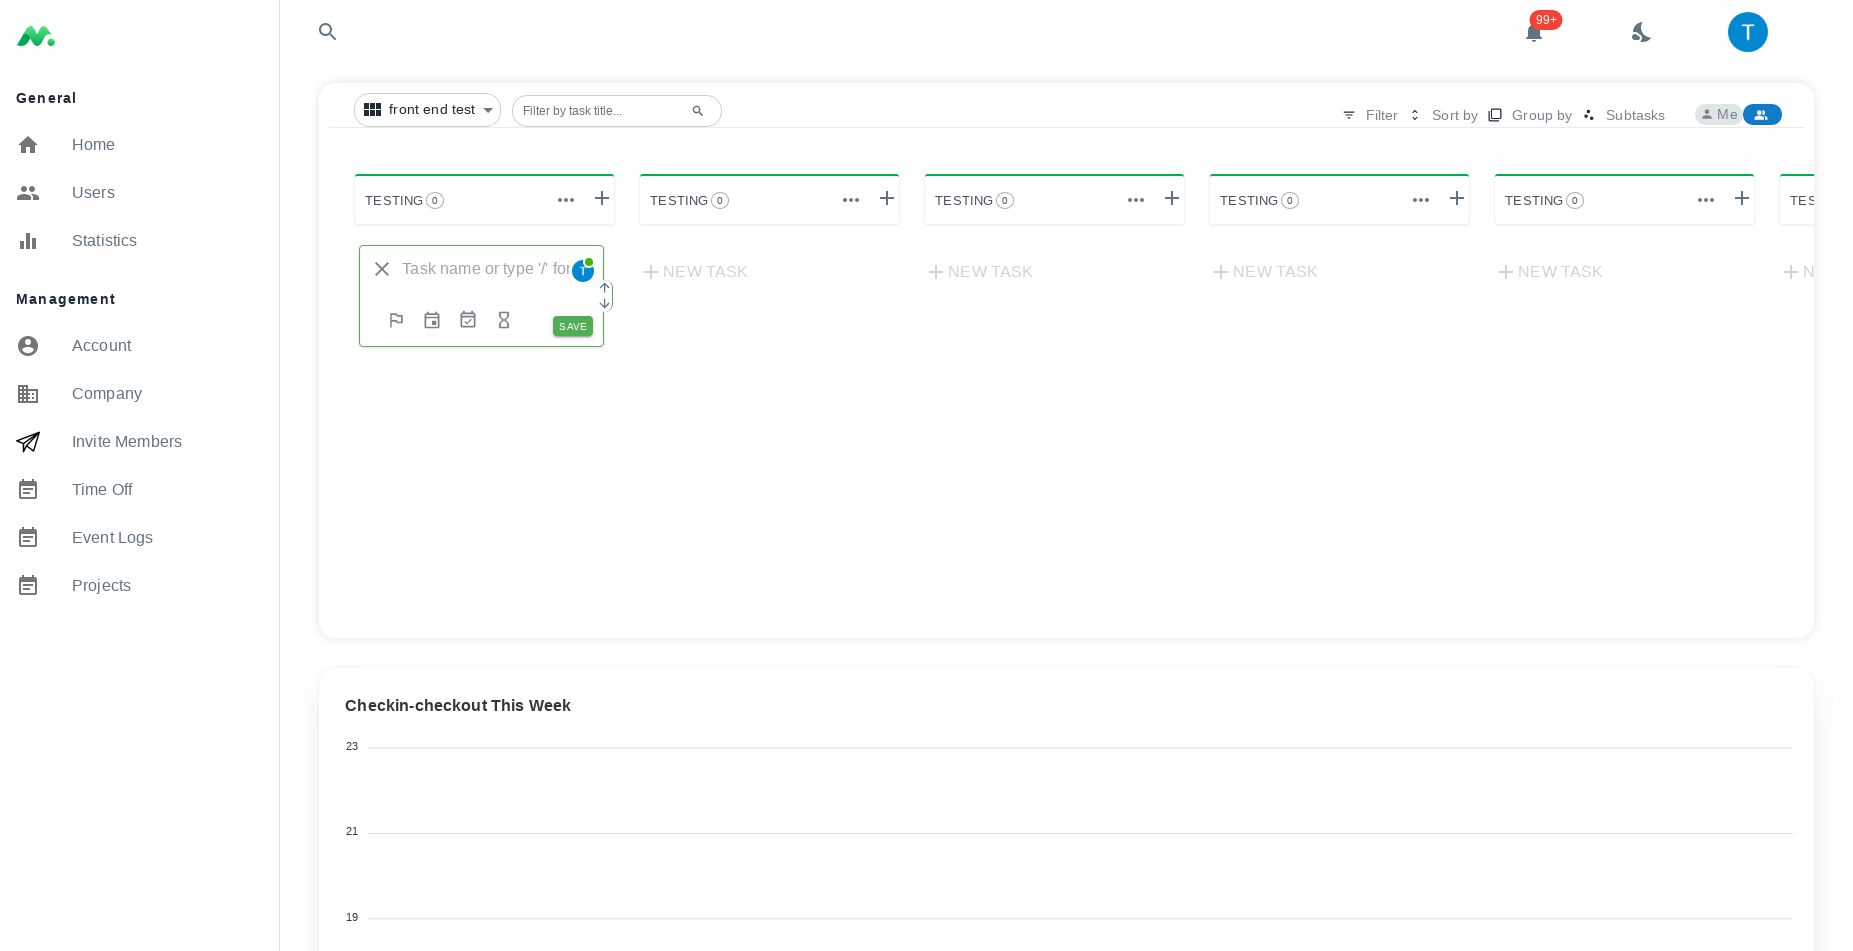 99+
T
General
Home
Users
Statistics
Management
Account
Company
Invite Members
Time Off
Event Logs
Projects
front end test
Filter by task title...
Filter
Sort by
Group by
Subtasks
Me
TESTING 0
TESTING 0
TESTING 0
TESTING 0
TESTING 0
TES
Task name or type '/' for
T
SAVE
NEW TASK
NEW TASK
NEW TASK
NEW TASK
N
Checkin-checkout This Week
23
21
19